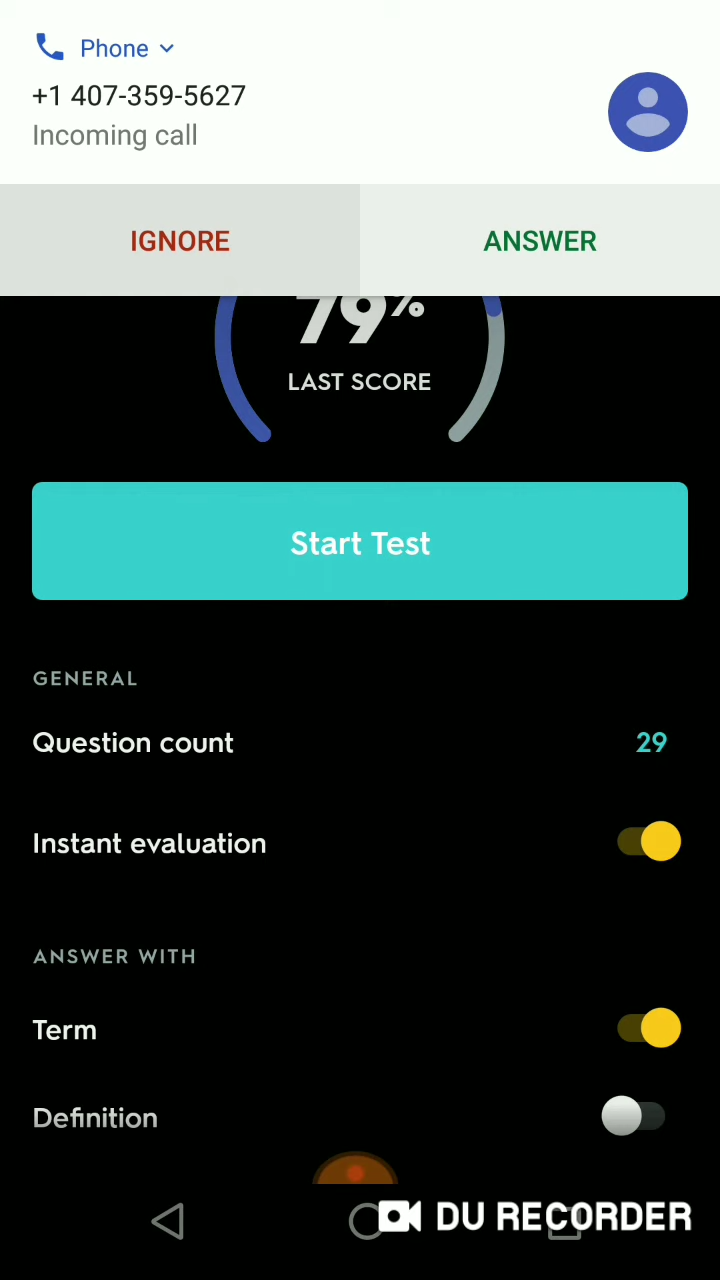 Phone
+1 407-359-5627
Incoming call
IGNORE
ANSWER
79%
LAST SCORE
Start Test
GENERAL
Question count
29
Instant evaluation
ANSWER WITH
Term
Definition
DU RECORDER